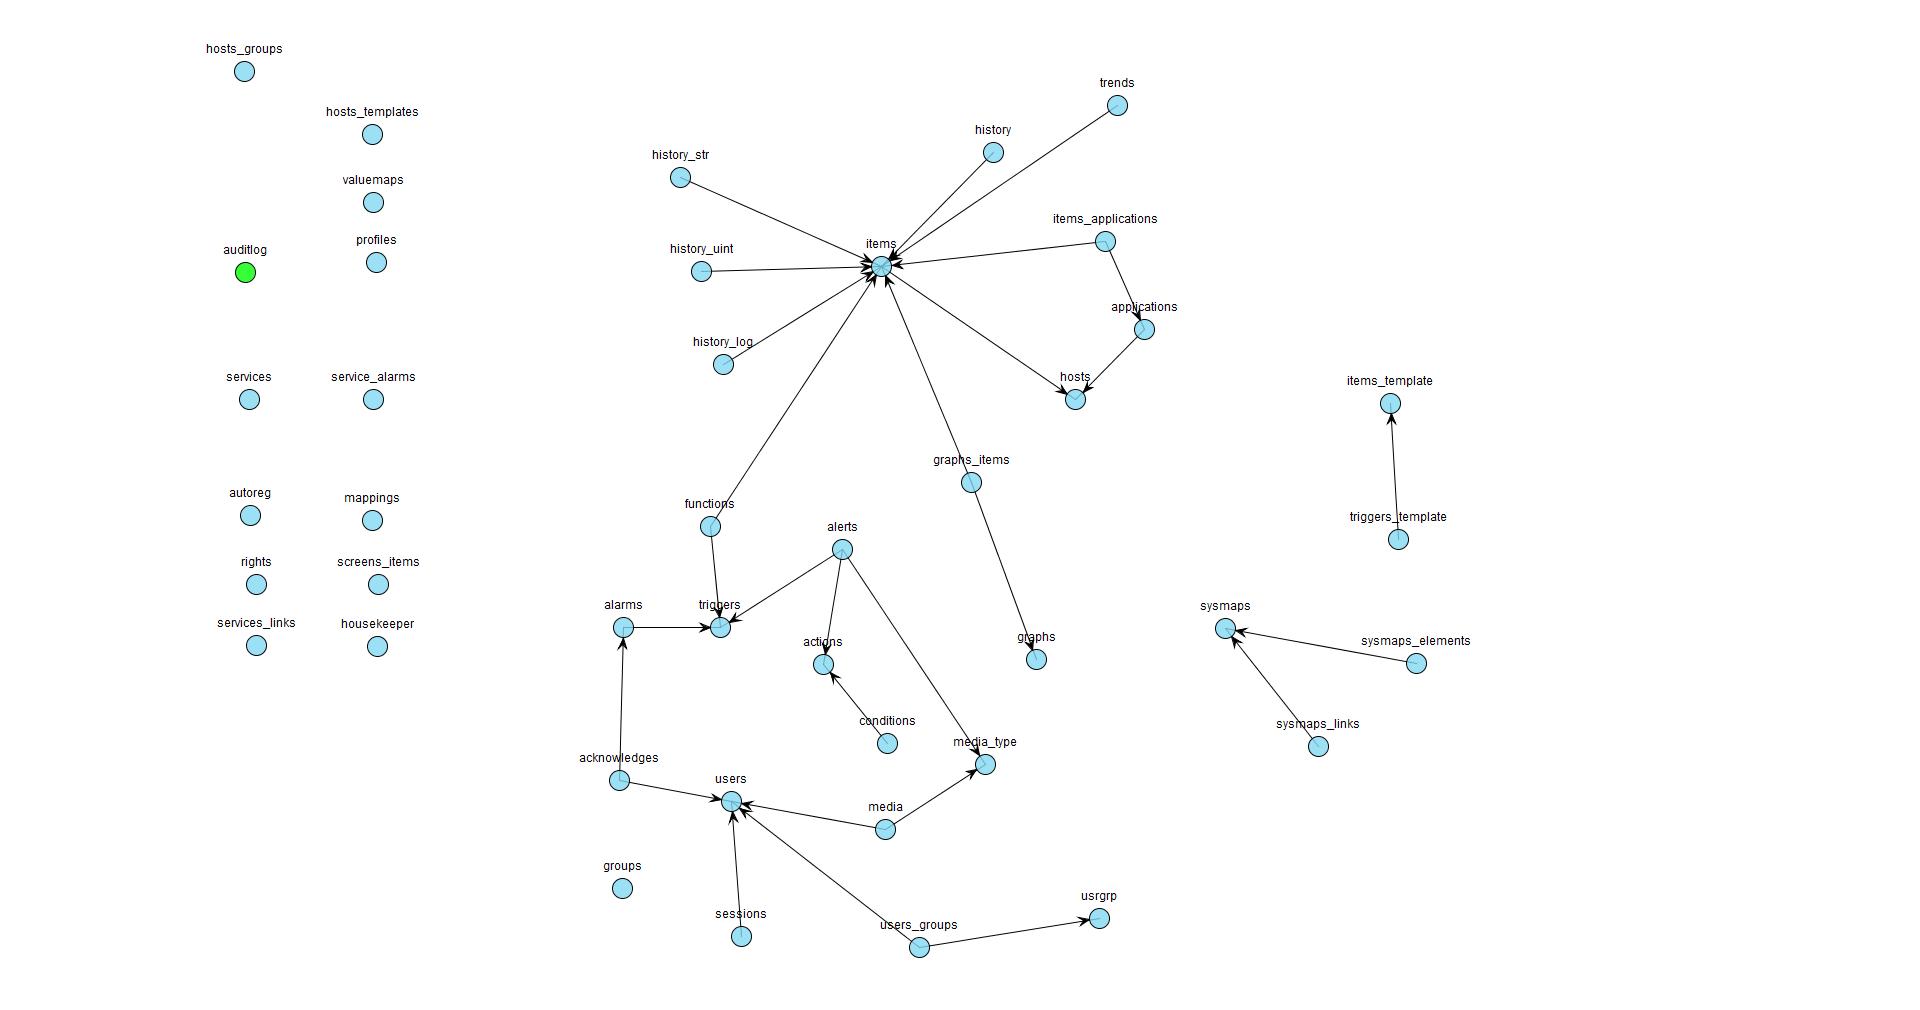 hosts_groups
hosts_templates
valuemaps
auditlog
profiles
services
service_alarms
autoreg
mappings
rights
screens_items
services_links
housekeeper
trends
history
history_str
items_applications
items
history_uint
applications
history_log
hosts
graphs_items
functions
alerts
alarms
triggers
actions
graphs
conditions
media_type
acknowledges
users
media
groups
sessions
users_groups
usrgrp
items_template
triggers_template
sysmaps
sysmaps_elements
sysmaps_links